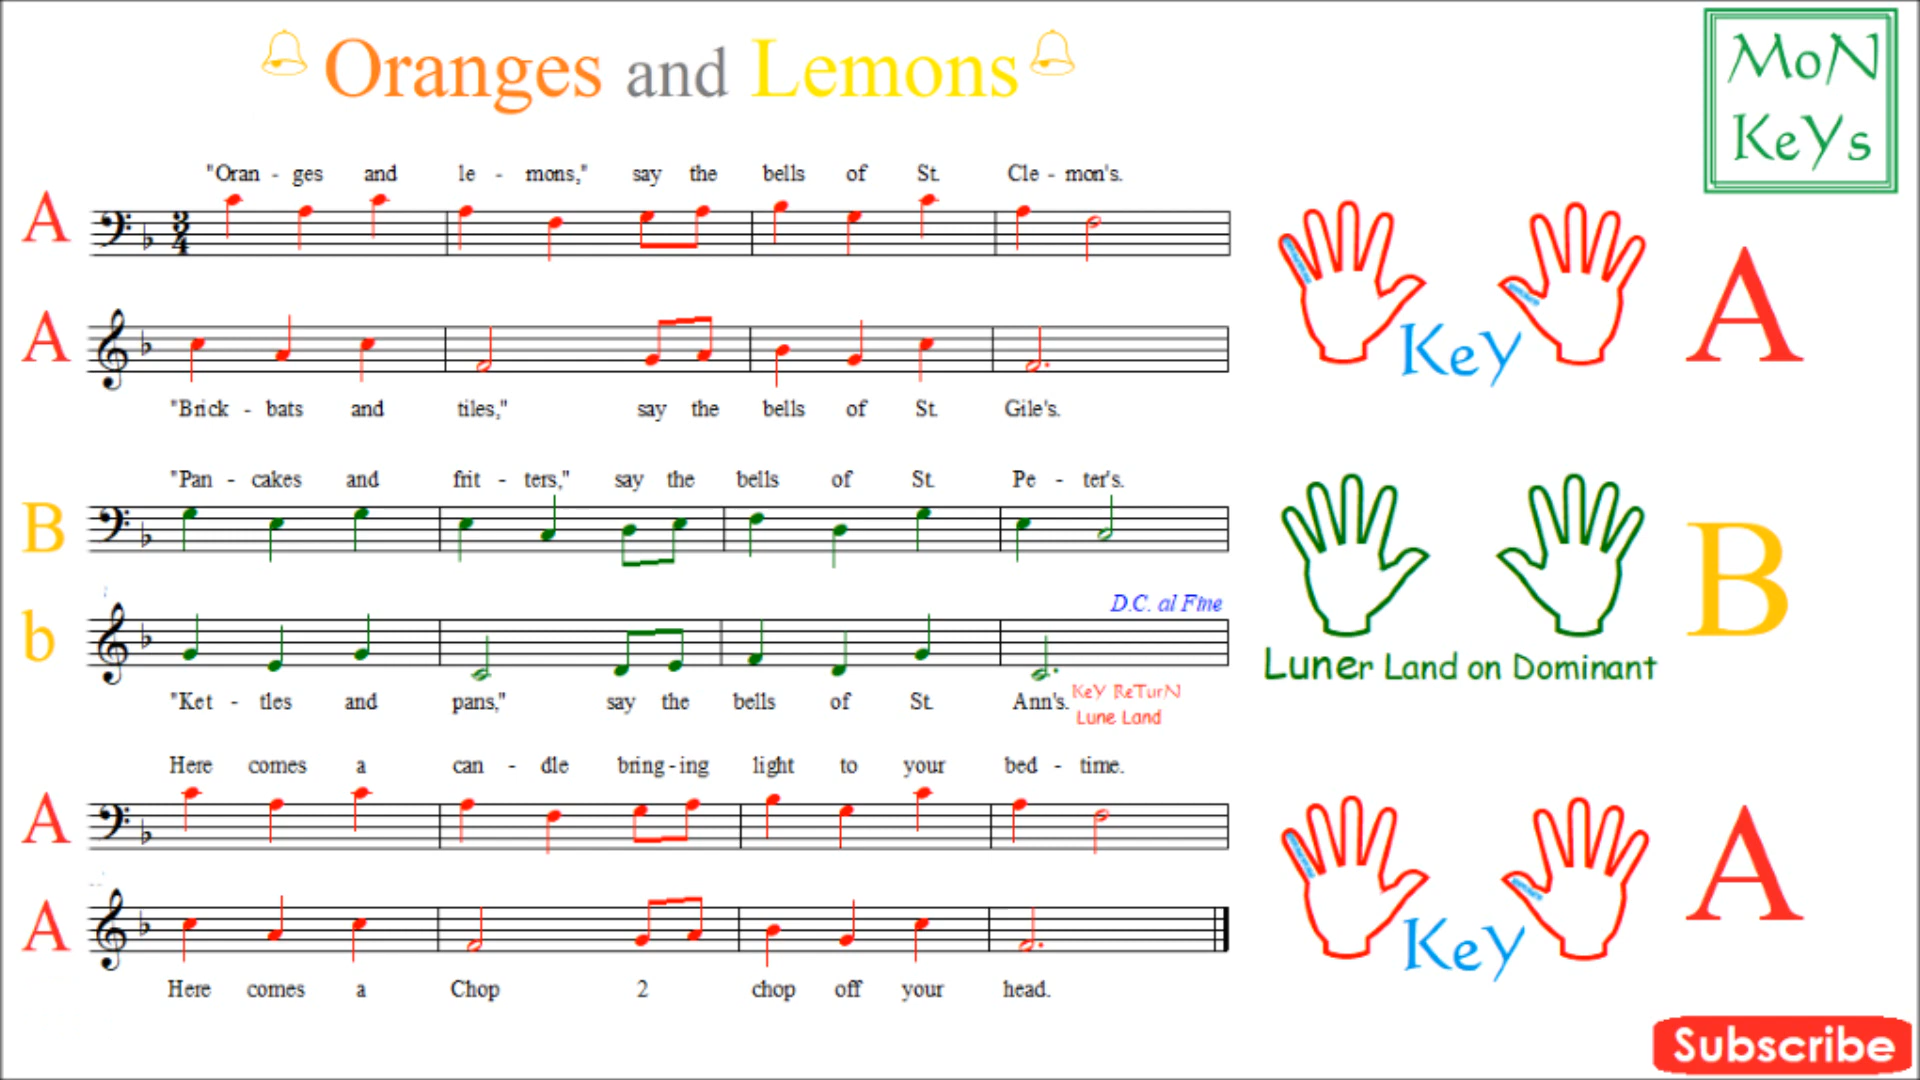 Oranges and Lemons
MoN
KeYs
"Oran - ges and le - mons," say the bells of St. Cle - mon's.
A
3
4
A
"Brick - bats and tiles," say the bells of St. Gile's.
KeY
A
"Pan - cakes and frit - ters," say the bells of St. Pe - ter's.
B
D.C. al Fine
b
"Ket - tles and pans," say the bells of St. Ann's.
KeY ReTurN
Lune Land
B
Luner Land on Dominant
Here comes a can - dle bring - ing light to your bed - time.
A
A
Here comes a Chop 2 chop off your head.
KeY
A
Subscribe